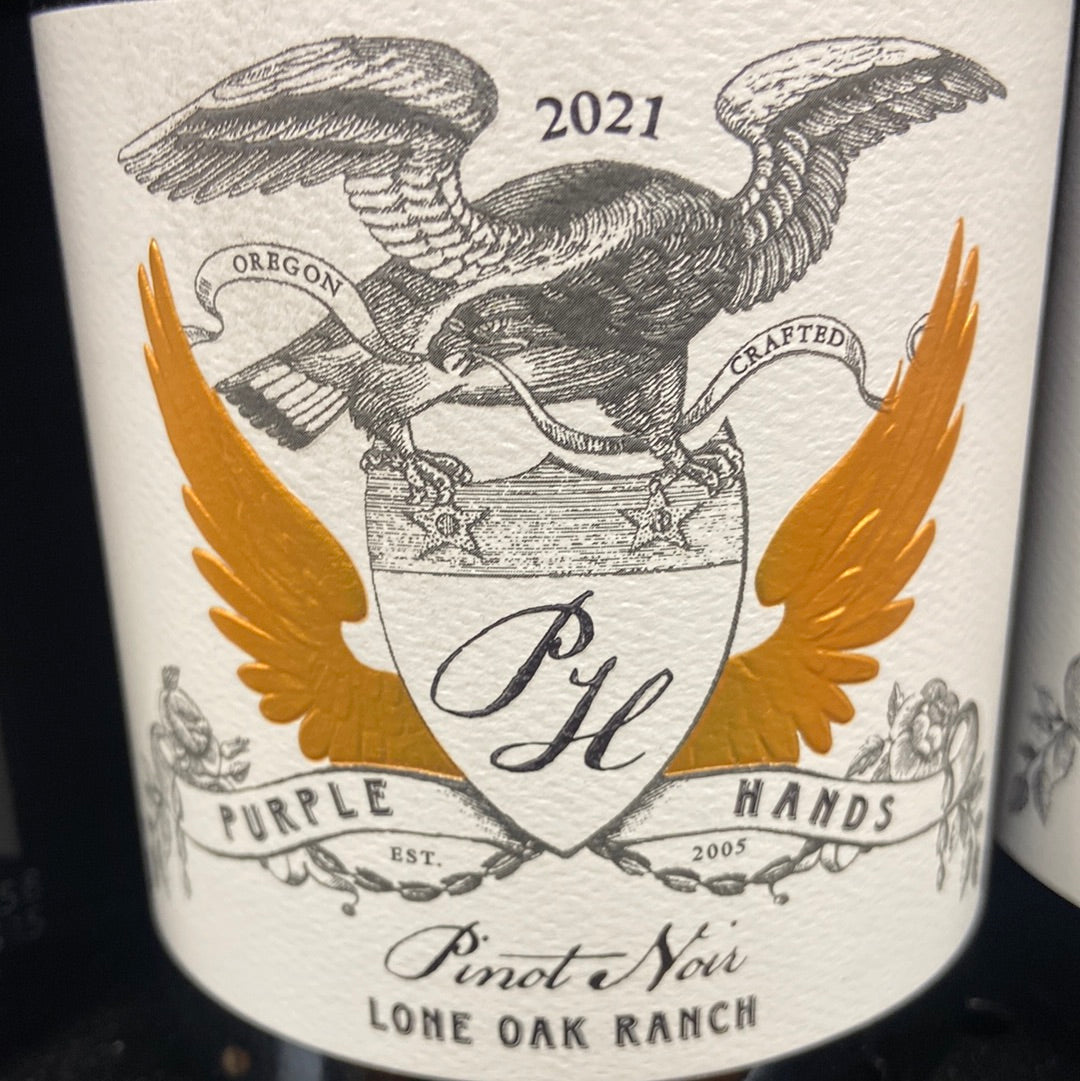 2021
OREGON
CRAFTED
PH
PURPLE HANDS
EST. 2005
Pinot Noir
LONE OAK RANCH